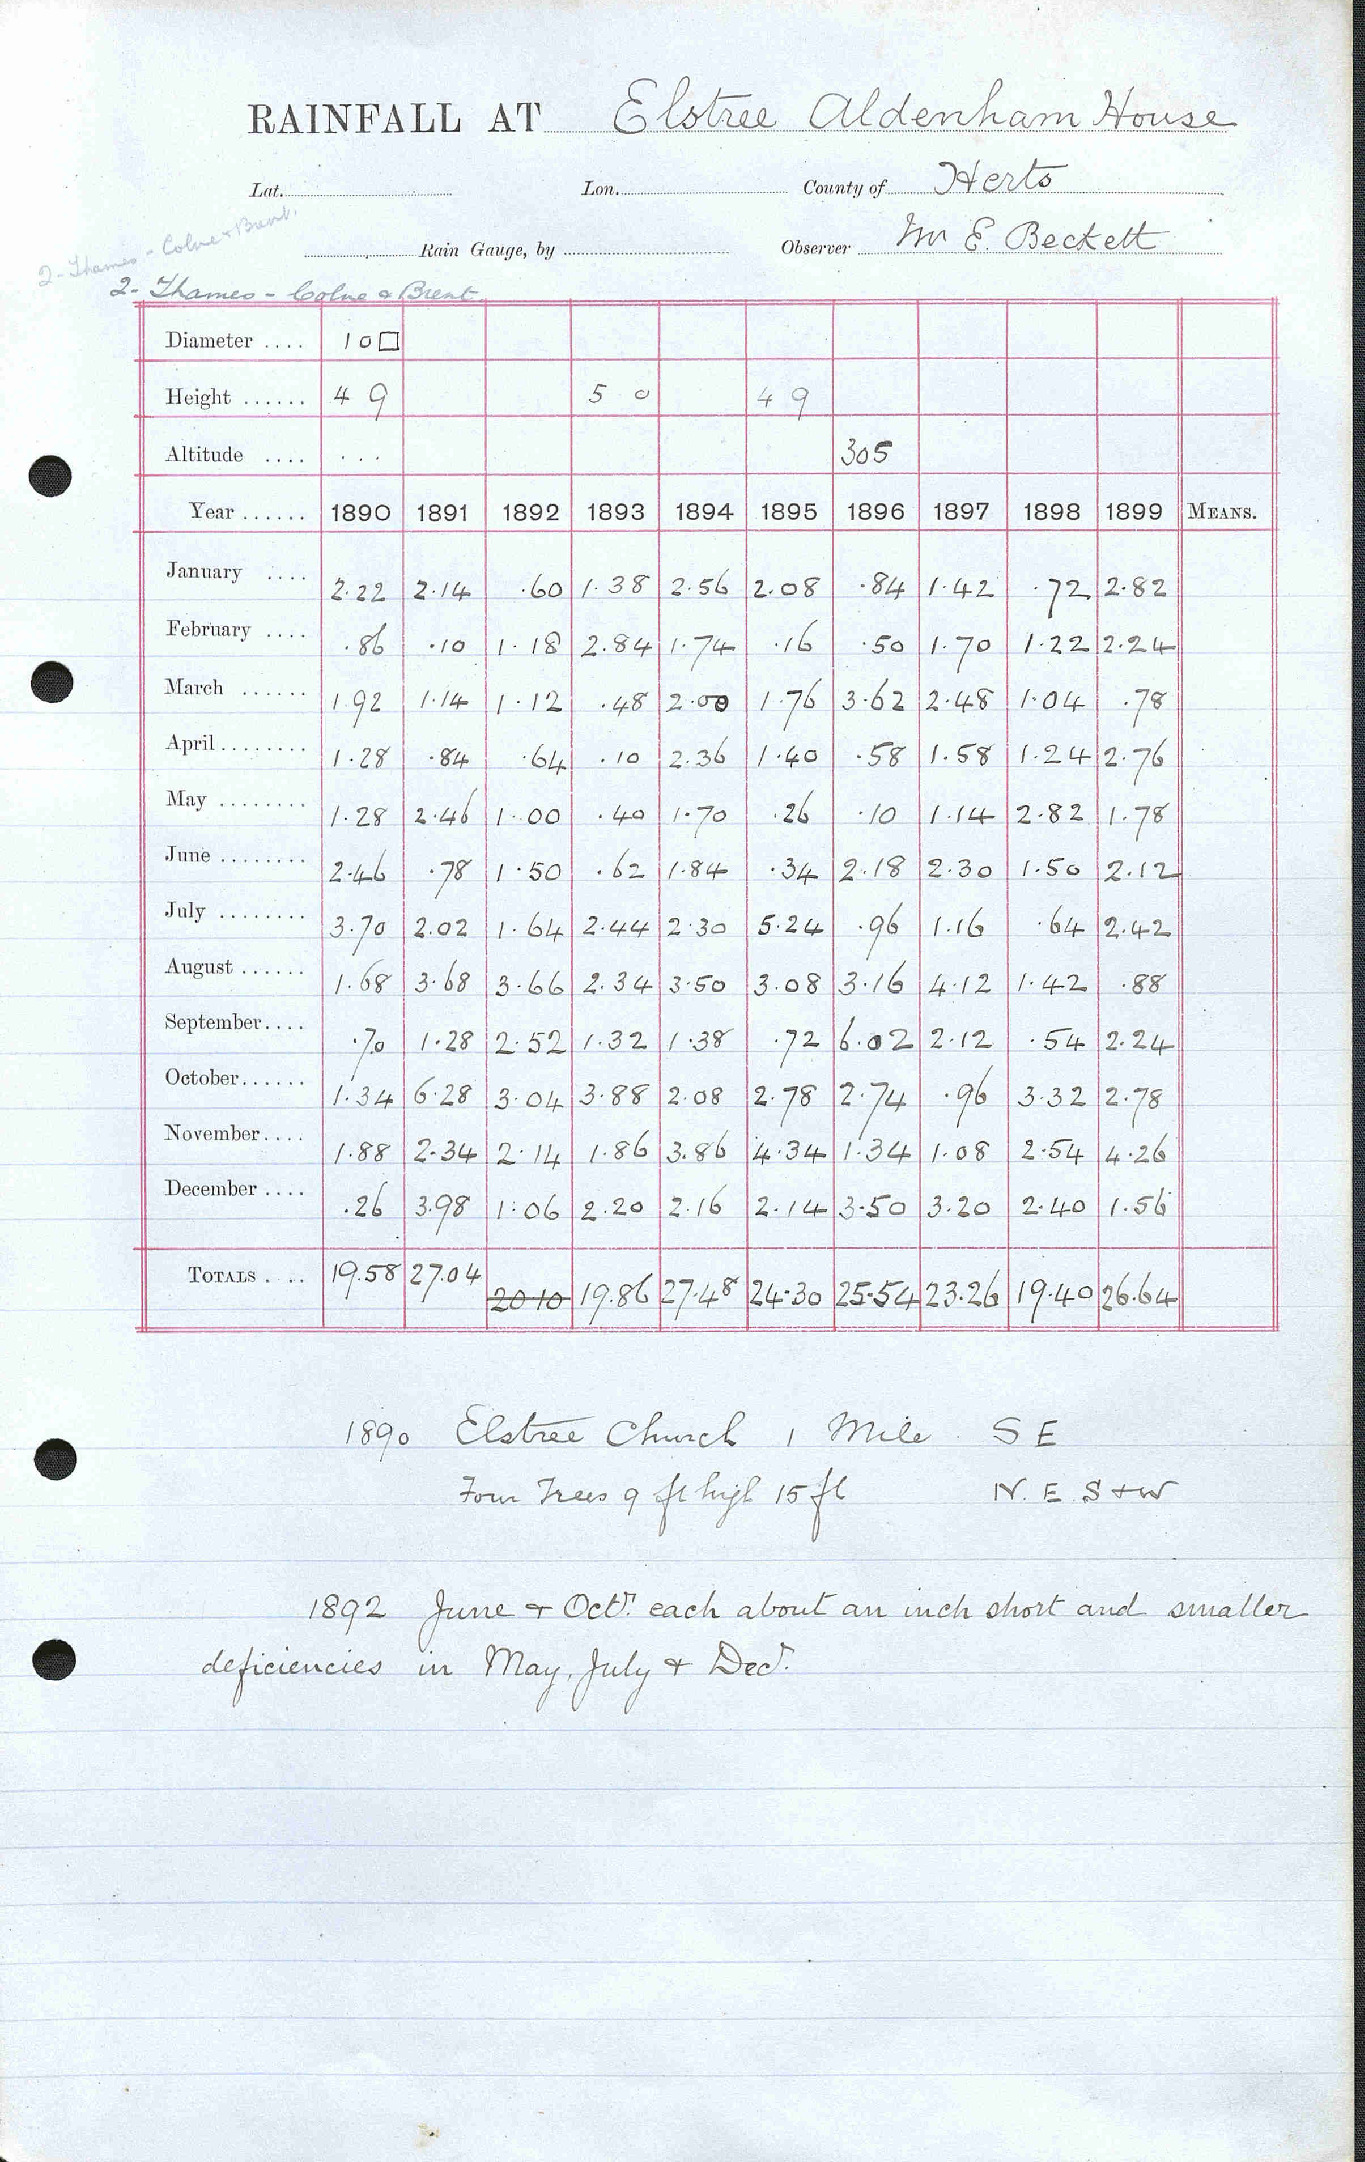 RAINFALL AT Elstree Aldenham House
Lat. Lon. County of Herts
2-Thames - Colne & Brent.
Rain Gauge, by Observer Mr E. Beckett
2- Thames - Colne & Brent
Diameter .... 10□
Height ...... 4 9 5 0 4 9
Altitude .... ... 305
Year ...... 1890 1891 1892 1893 1894 1895 1896 1897 1898 1899 MEANS.
January .... 2.22 2.14 .60 1.38 2.56 2.08 .84 1.42 .72 2.82
February .... .86 .10 1.18 2.84 1.74 .16 .50 1.70 1.22 2.24
March ...... 1.92 1.14 1.12 .48 2.00 1.76 3.62 2.48 1.04 .78
April ........ 1.28 .84 .64 .10 2.36 1.40 .58 1.58 1.24 2.76
May ........ 1.28 2.46 1.00 .40 1.70 .26 .10 1.14 2.82 1.78
June ........ 2.46 .78 1.50 .62 1.84 .34 2.18 2.30 1.50 2.12
July ........ 3.70 2.02 1.64 2.44 2.30 5.24 .96 1.16 .64 2.42
August ...... 1.68 3.68 3.66 2.34 3.50 3.08 3.16 4.12 1.42 .88
September.... .70 1.28 2.52 1.32 1.38 .72 6.02 2.12 .54 2.24
October...... 1.34 6.28 3.04 3.88 2.08 2.78 2.74 .96 3.32 2.78
November.... 1.88 2.34 2.14 1.86 3.86 4.34 1.34 1.08 2.54 4.26
December .... .26 3.98 1.06 2.20 2.16 2.14 3.50 3.20 2.40 1.56
TOTALS .... 19.58 27.04 20.10 19.86 27.48 24.30 25.54 23.26 19.40 26.64
1890 Elstree Church 1 Mile S E
Four Trees 9 ft high 15 ft N. E. S + W
1892 June + Octr. each about an inch short and smaller
deficiencies in May, July + Decr.